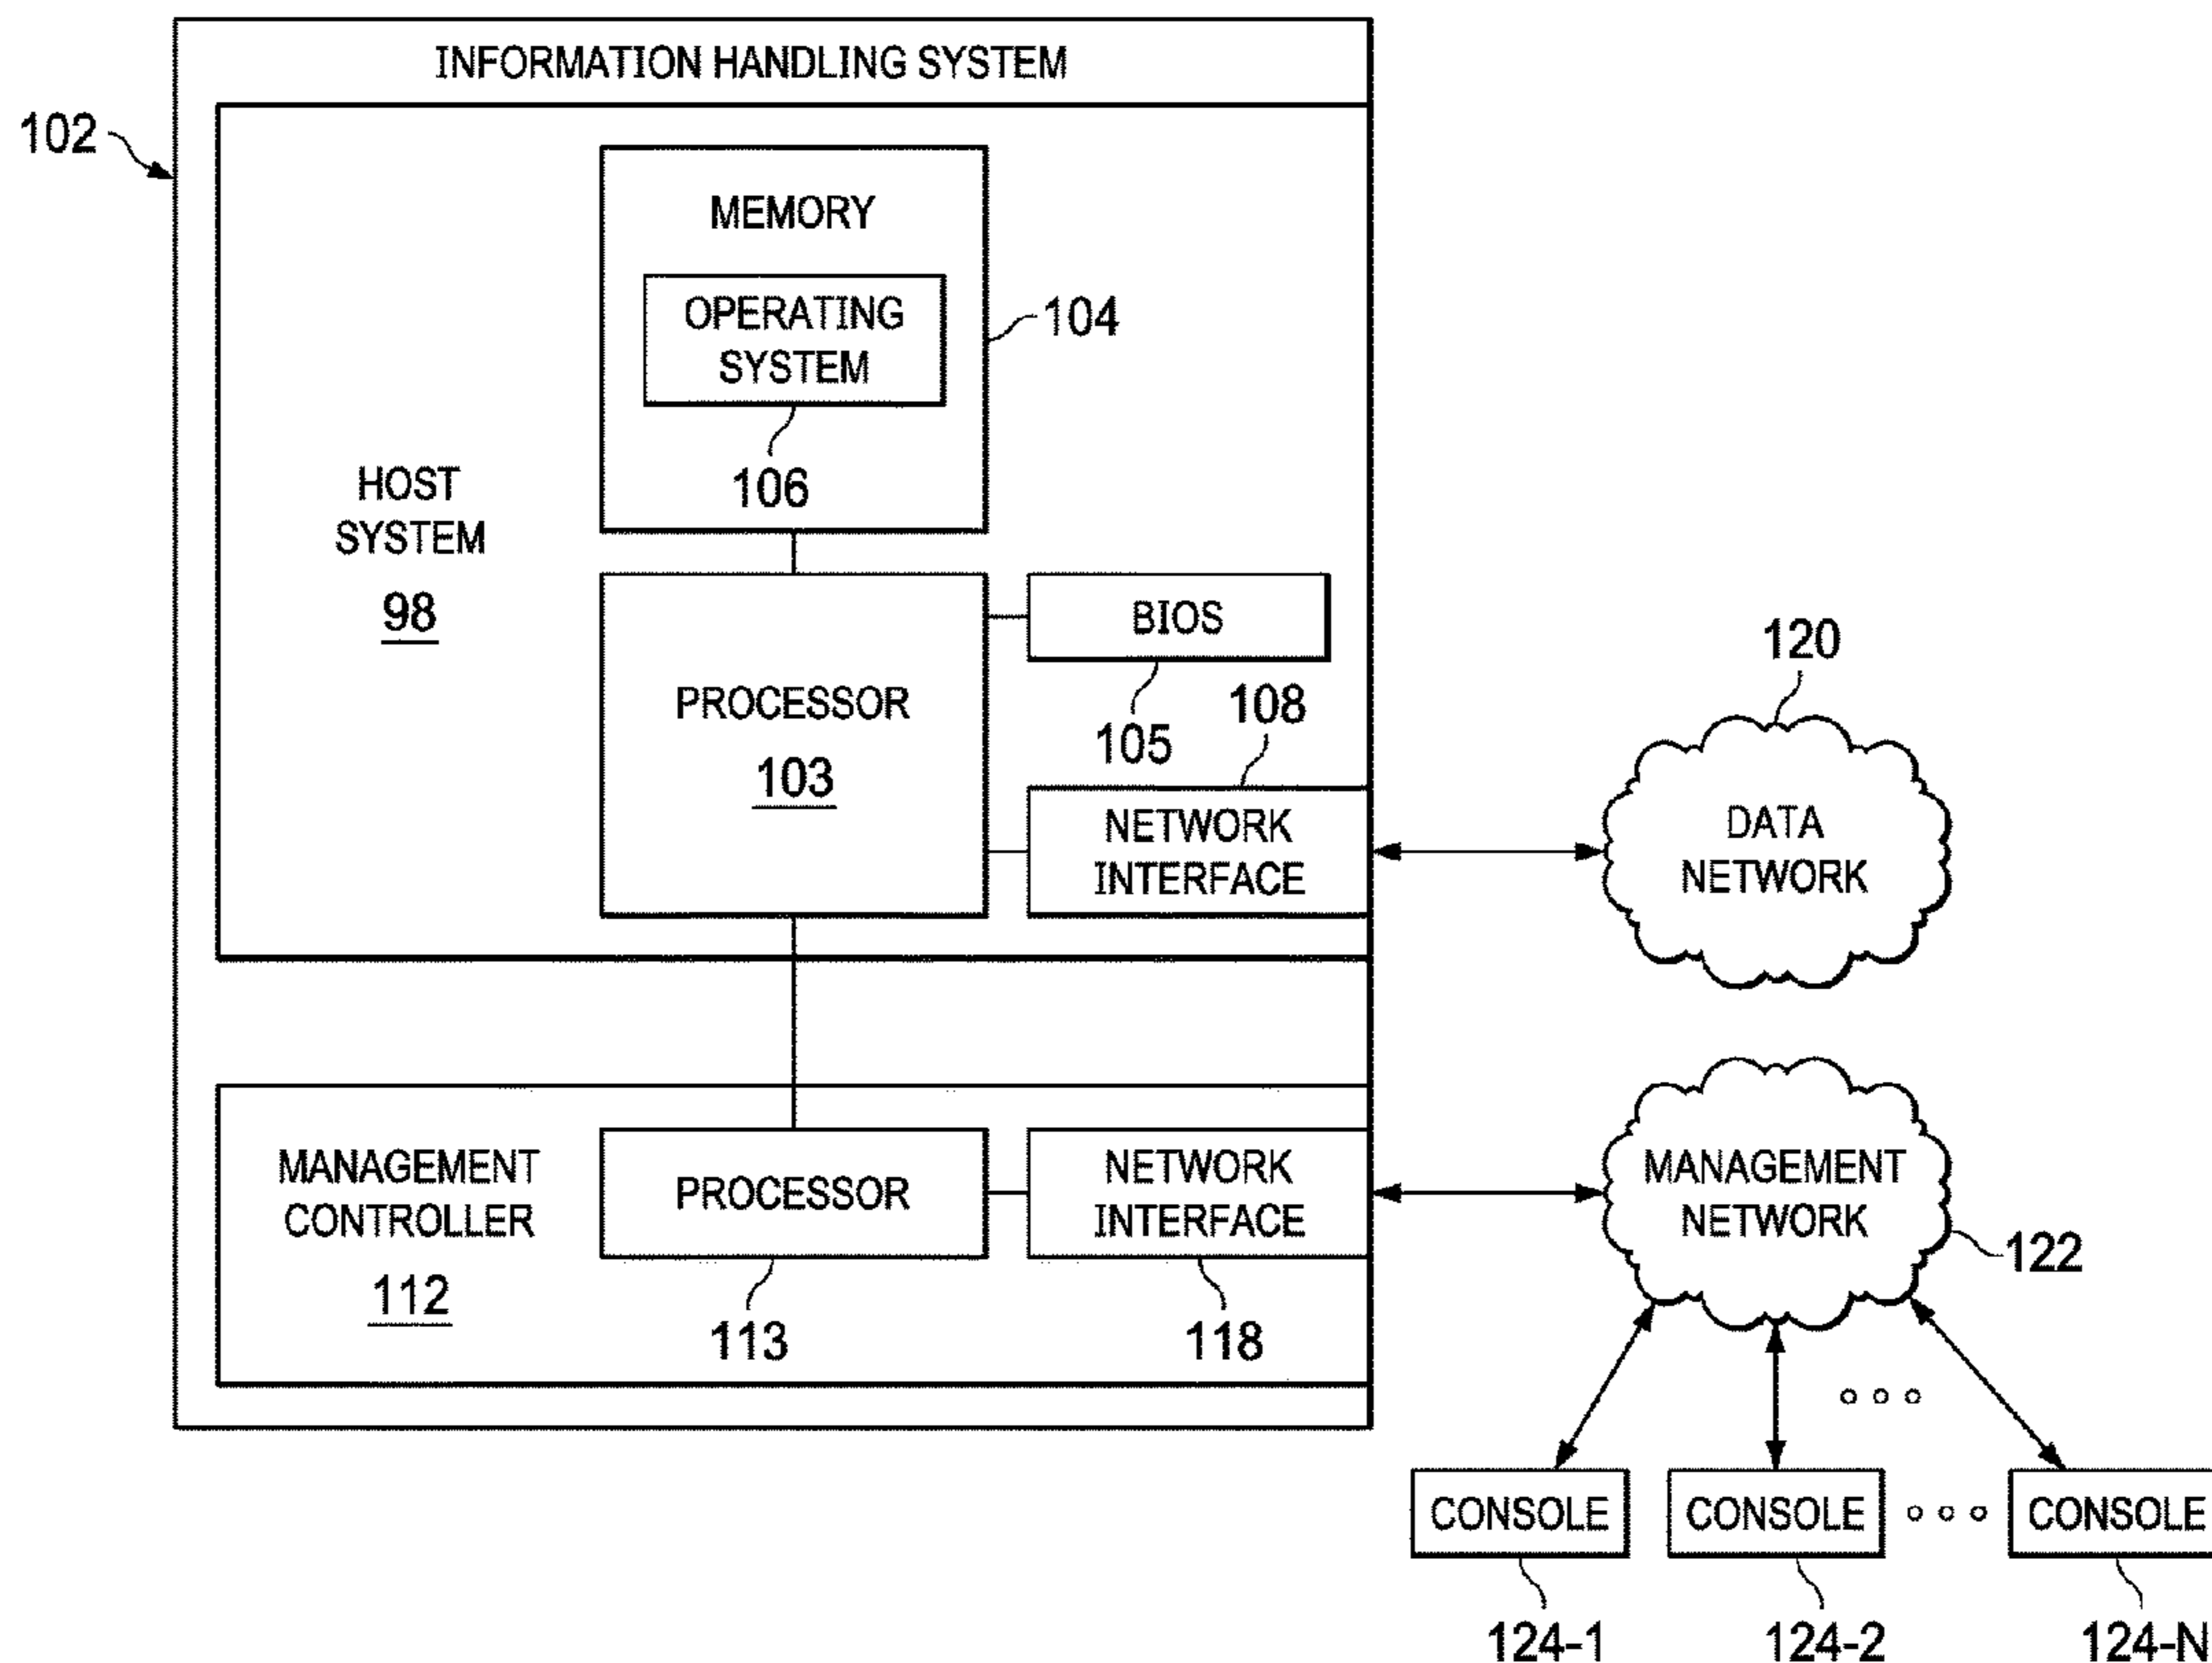 INFORMATION HANDLING SYSTEM
102
MEMORY
OPERATING
SYSTEM
104
106
HOST
SYSTEM
98
PROCESSOR
103
BIOS
105
108
NETWORK
INTERFACE
120
DATA
NETWORK
MANAGEMENT
CONTROLLER
112
PROCESSOR
113
NETWORK
INTERFACE
118
MANAGEMENT
NETWORK
122
CONSOLE
CONSOLE
CONSOLE
124-1
124-2
124-N